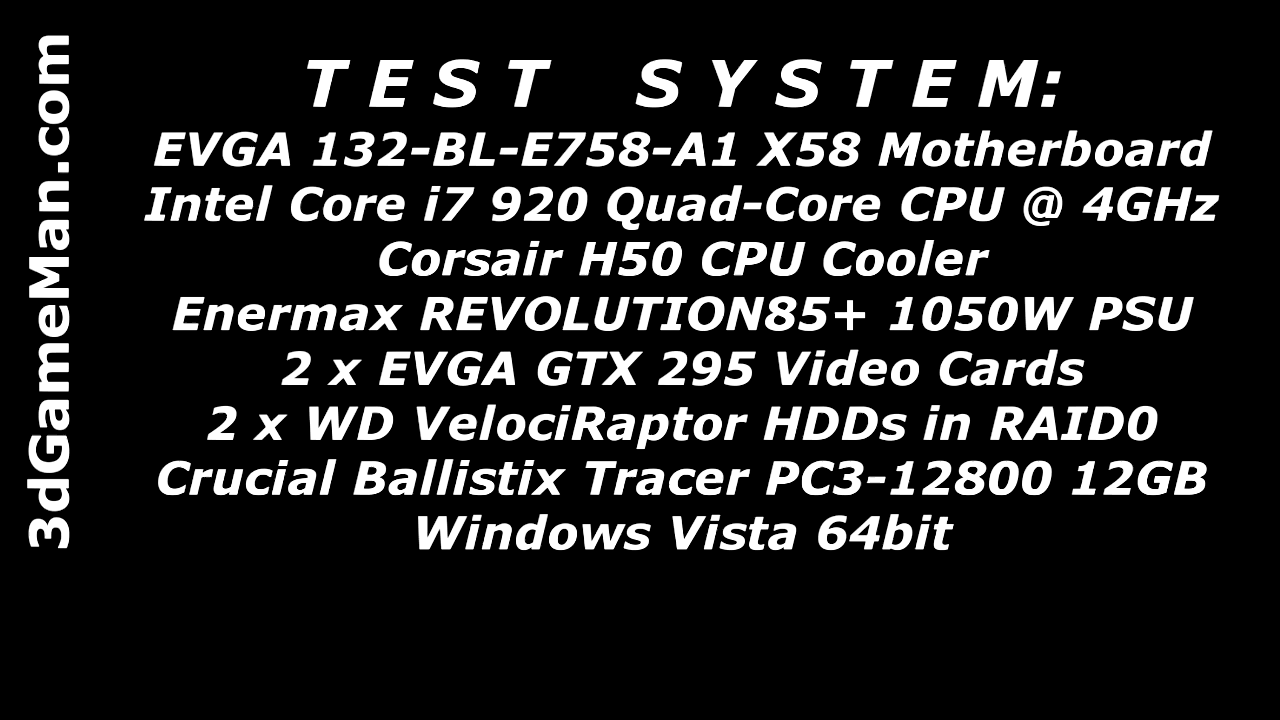 3dGameMan.com
T E S T   S Y S T E M:
EVGA 132-BL-E758-A1 X58 Motherboard
Intel Core i7 920 Quad-Core CPU @ 4GHz
Corsair H50 CPU Cooler
Enermax REVOLUTION85+ 1050W PSU
2 x EVGA GTX 295 Video Cards
2 x WD VelociRaptor HDDs in RAID0
Crucial Ballistix Tracer PC3-12800 12GB
Windows Vista 64bit